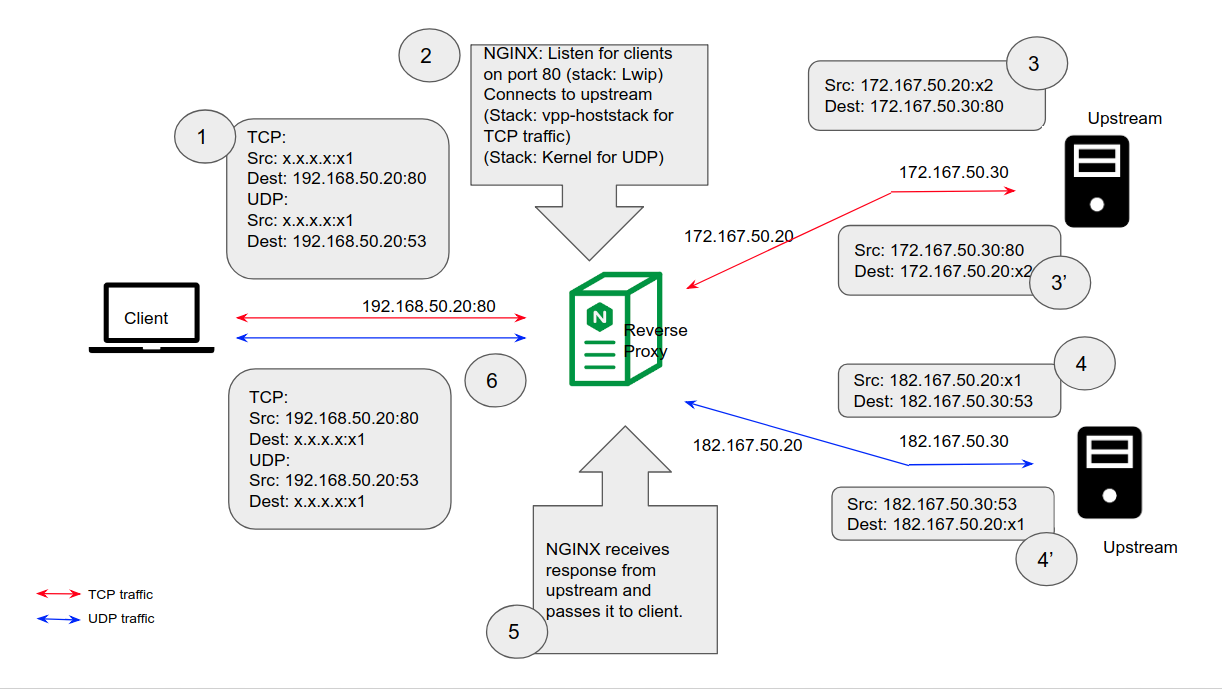 1
TCP:
Src: x.x.x.x:x1
Dest: 192.168.50.20:80
UDP:
Src: x.x.x.x:x1
Dest: 192.168.50.20:53
2
NGINX: Listen for clients
on port 80 (stack: Lwip)
Connects to upstream
(Stack: vpp-hoststack for
TCP traffic)
(Stack: Kernel for UDP)
3
Src: 172.167.50.20:x2
Dest: 172.167.50.30:80
Upstream
172.167.50.30
172.167.50.20
Src: 172.167.50.30:80
Dest: 172.167.50.20:x2
3’
Client
192.168.50.20:80
N
Reverse
Proxy
6
TCP:
Src: 192.168.50.20:80
Dest: x.x.x.x:x1
UDP:
Src: 192.168.50.20:53
Dest: x.x.x.x:x1
4
Src: 182.167.50.20:x1
Dest: 182.167.50.30:53
182.167.50.20
182.167.50.30
Src: 182.167.50.30:53
Dest: 182.167.50.20:x1
4’
Upstream
NGINX receives
response from
upstream and
passes it to client.
5
TCP traffic
UDP traffic